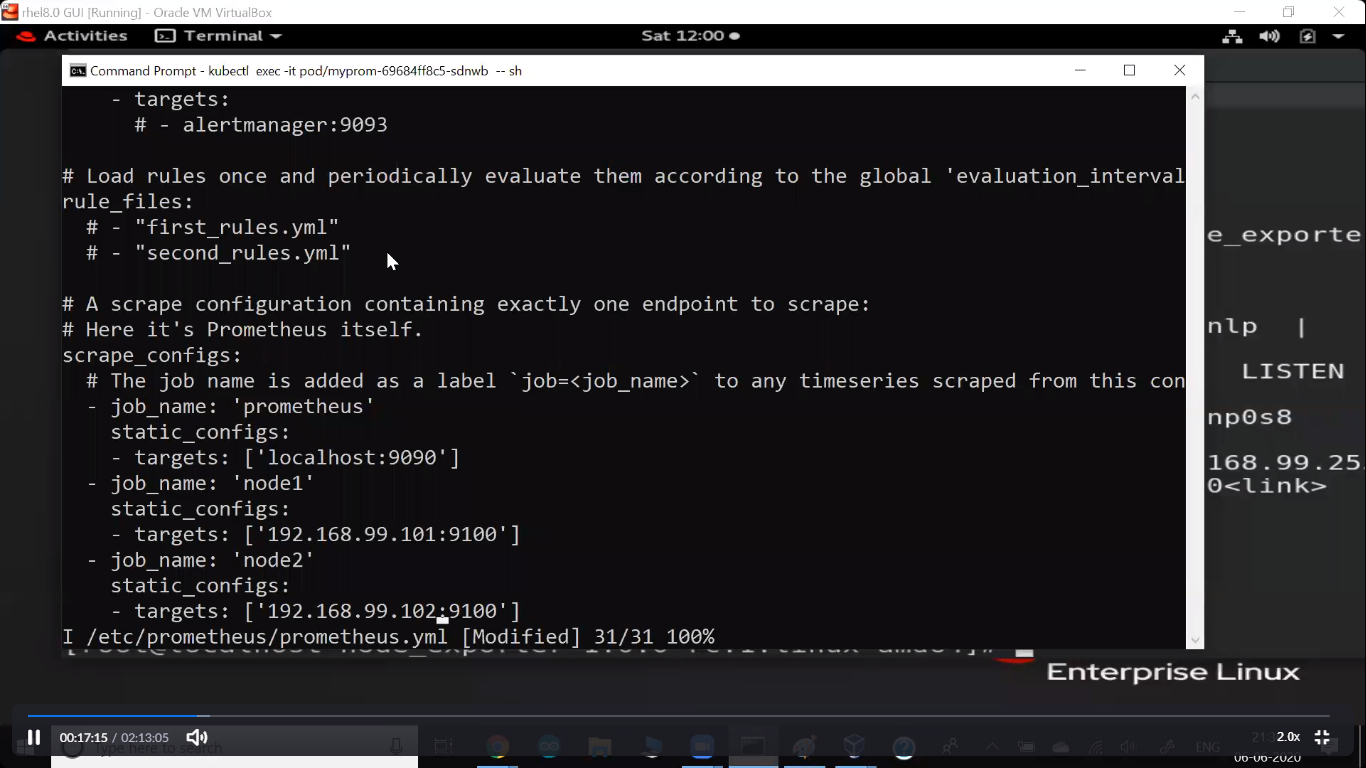 rhel8.0 GUI [Running] - Oracle VM VirtualBox
Activities Terminal Sat 12:00
Command Prompt - kubectl exec -it pod/myprom-69684ff8c5-sdnwb -- sh
- targets:
# - alertmanager:9093
# Load rules once and periodically evaluate them according to the global 'evaluation_interval
rule_files:
# - "first_rules.yml"
# - "second_rules.yml"
# A scrape configuration containing exactly one endpoint to scrape:
# Here it's Prometheus itself.
scrape_configs:
# The job name is added as a label `job=<job_name>` to any timeseries scraped from this con
- job_name: 'prometheus'
static_configs:
- targets: ['localhost:9090']
- job_name: 'node1'
static_configs:
- targets: ['192.168.99.101:9100']
- job_name: 'node2'
static_configs:
- targets: ['192.168.99.102:9100']
I /etc/prometheus/prometheus.yml [Modified] 31/31 100%
e_exporte
nlp |
LISTEN
np0s8
168.99.25
0<link>
Enterprise Linux
00:17:15 / 02:13:05
2.0x
Type here to search
ENG
06-06-2020